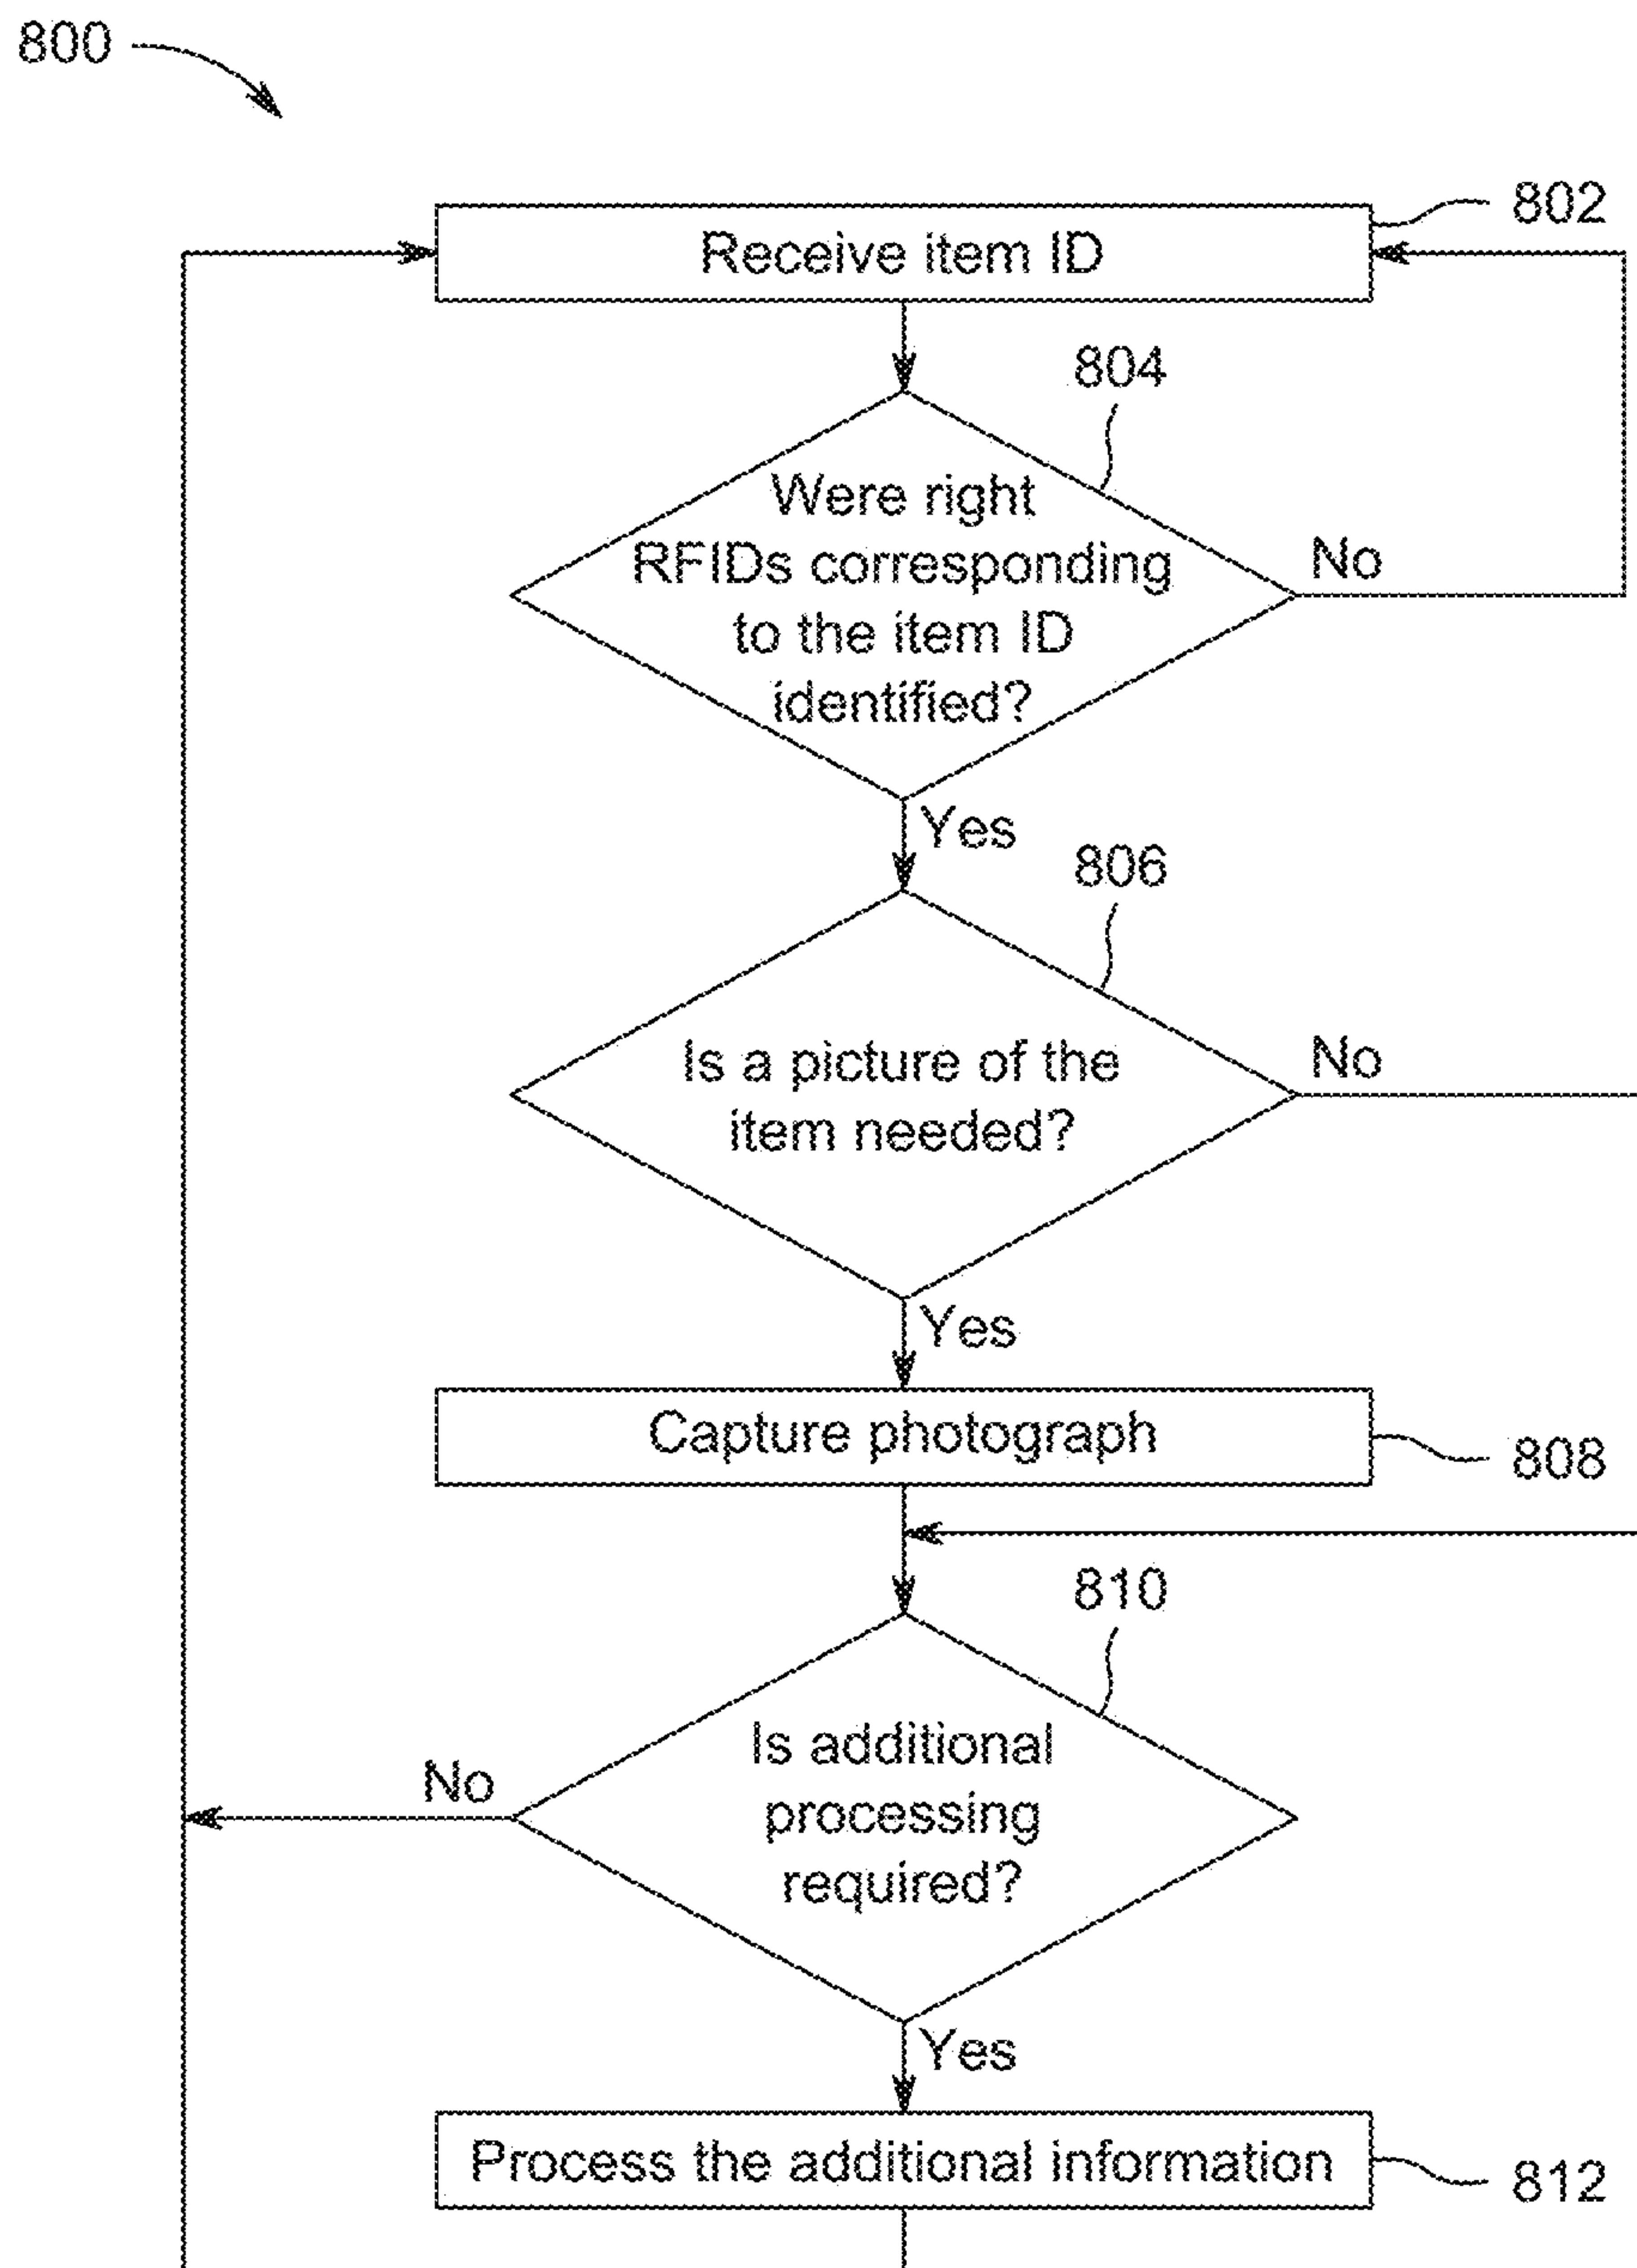 800
802
Receive item ID
804
Were right
RFIDs corresponding
to the item ID
identified?
No
Yes
806
Is a picture of the
item needed?
No
Yes
Capture photograph
808
810
Is additional
processing
required?
No
Yes
Process the additional information
812